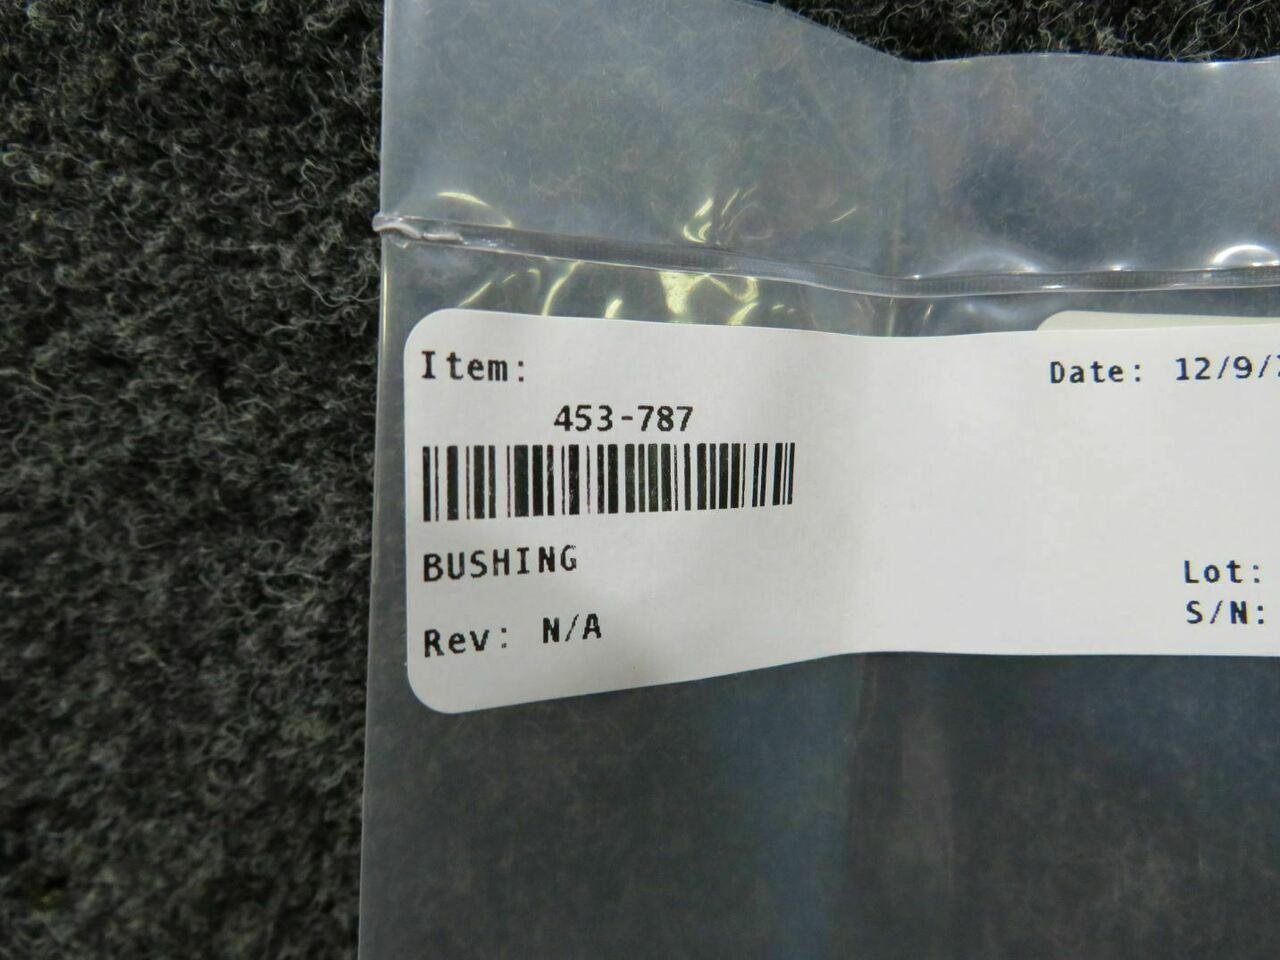 Item:
Date: 12/9/
453-787
BUSHING
Lot:
Rev: N/A
S/N: